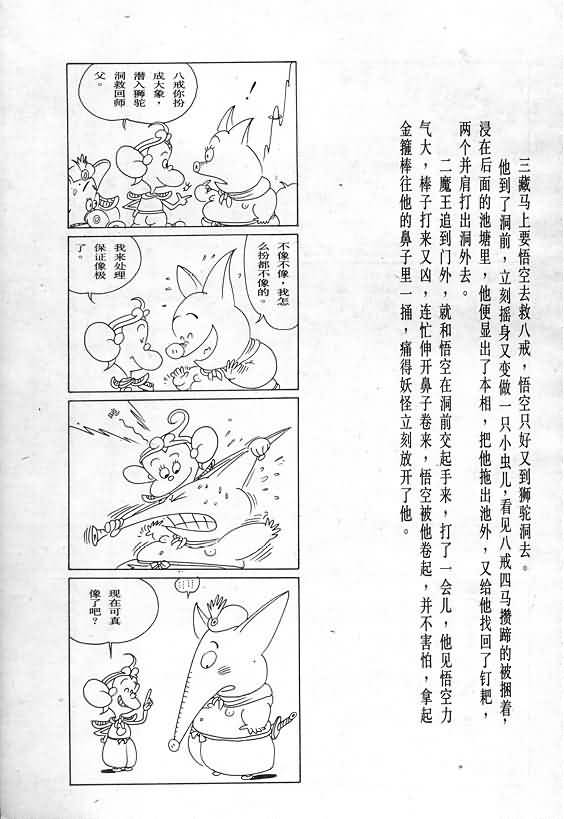 三藏马上要悟空去救八戒，悟空只好又到狮驼洞去。
他到了洞前，立刻摇身又变做一只小虫儿，看见八戒四马攒蹄的被捆着，
浸在后面的池塘里，他便显出了本相，把他拖出池外，又给他找回了钉耙，
两个并肩打出洞外去。
二魔王追到门外，就和悟空在洞前交起手来，打了一会儿，他见悟空力
气大，棒子打来又凶，连忙伸开鼻子卷来，悟空被他卷起，并不害怕，拿起
金箍棒往他的鼻子里一捅，痛得妖怪立刻放开了他。
八戒你扮
成大象，
潜入狮驼
洞救回师
父。
！
不像不像，我怎
么扮都不像的。
我来处理
保证像极
了。
现在可真
像了吧？